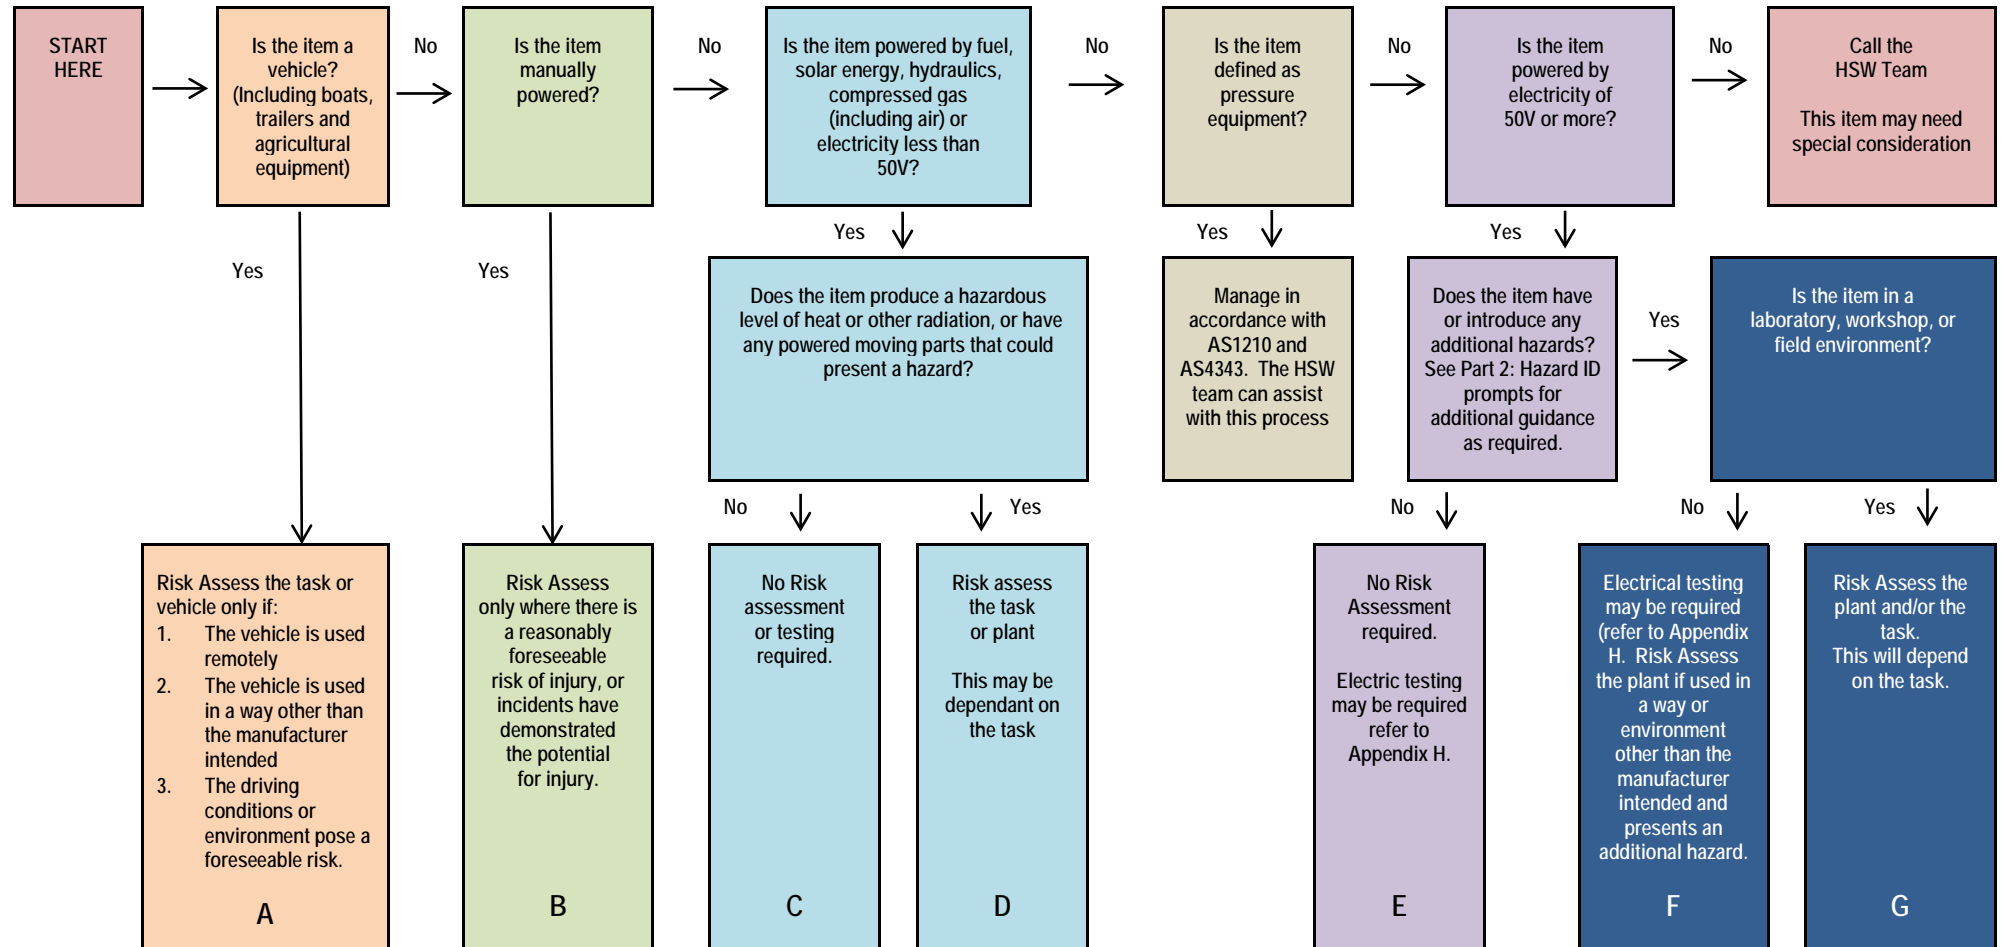 START
HERE
Is the item a
vehicle?
(Including boats,
trailers and
agricultural
equipment)
No
Is the item
manually
powered?
No
Is the item powered by fuel,
solar energy, hydraulics,
compressed gas
(including air) or
electricity less than
50V?
No
Is the item
defined as
pressure
equipment?
No
Is the item
powered by
electricity of
50V or more?
No
Call the
HSW Team
This item may need
special consideration
Yes
Yes
Yes
Yes
Yes
Does the item produce a hazardous
level of heat or other radiation, or have
any powered moving parts that could
present a hazard?
Manage in
accordance with
AS1210 and
AS4343.  The HSW
team can assist
with this process
Does the item have
or introduce any
additional hazards?
See Part 2: Hazard ID
prompts for
additional guidance
as required.
Yes
Is the item in a
laboratory, workshop, or
field environment?
No
Yes
No
No
Yes
Risk Assess the task or
vehicle only if:
1. The vehicle is used
remotely
2. The vehicle is used
in a way other than
the manufacturer
intended
3. The driving
conditions or
environment pose a
foreseeable risk.
A
Risk Assess
only where there is
a reasonably
foreseeable
risk of injury, or
incidents have
demonstrated
the potential
for injury.
B
No Risk
assessment
or testing
required.
C
Risk assess
the task
or plant
This may be
dependant on
the task
D
No Risk
Assessment
required.
Electric testing
may be required
refer to
Appendix H.
E
Electrical testing
may be required
(refer to Appendix
H.  Risk Assess
the plant if used in
a way or
environment
other than the
manufacturer
intended and
presents an
additional hazard.
F
Risk Assess the
plant and/or the
task.
This will depend
on the task.
G